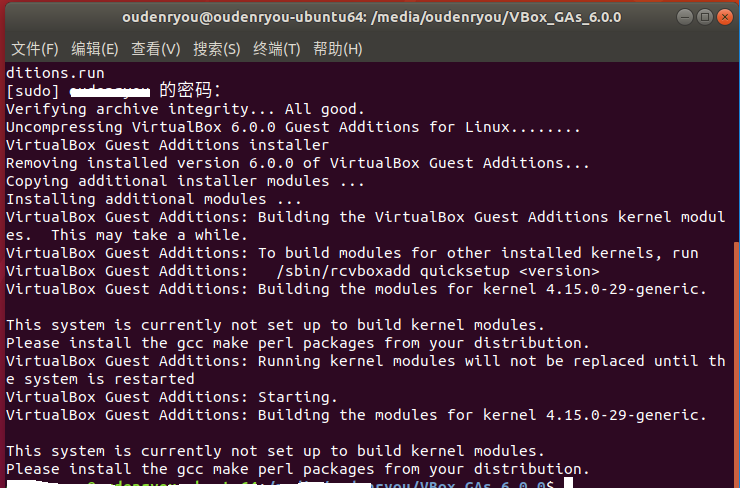 oudenryou@oudenryou-ubuntu64: /media/oudenryou/VBox_GAs_6.0.0
文件(F) 编辑(E) 查看(V) 搜索(S) 终端(T) 帮助(H)
ditions.run
[sudo] 的密码：
Verifying archive integrity... All good.
Uncompressing VirtualBox 6.0.0 Guest Additions for Linux........
VirtualBox Guest Additions installer
Removing installed version 6.0.0 of VirtualBox Guest Additions...
Copying additional installer modules ...
Installing additional modules ...
VirtualBox Guest Additions: Building the VirtualBox Guest Additions kernel modul
es.  This may take a while.
VirtualBox Guest Additions: To build modules for other installed kernels, run
VirtualBox Guest Additions:   /sbin/rcvboxadd quicksetup <version>
VirtualBox Guest Additions: Building the modules for kernel 4.15.0-29-generic.
This system is currently not set up to build kernel modules.
Please install the gcc make perl packages from your distribution.
VirtualBox Guest Additions: Running kernel modules will not be replaced until th
e system is restarted
VirtualBox Guest Additions: Starting.
VirtualBox Guest Additions: Building the modules for kernel 4.15.0-29-generic.
This system is currently not set up to build kernel modules.
Please install the gcc make perl packages from your distribution.
VBox_GAs_6.0.0$